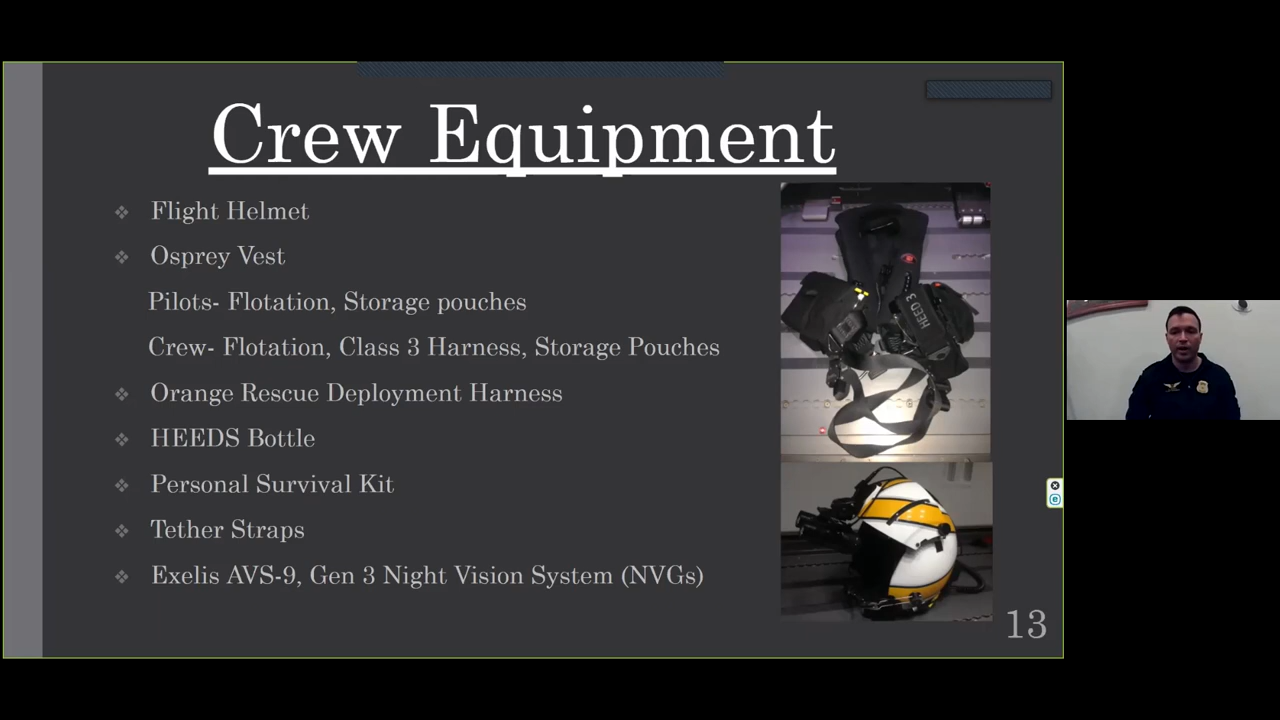 Crew Equipment
Flight Helmet
Osprey Vest
Pilots- Flotation, Storage pouches
Crew- Flotation, Class 3 Harness, Storage Pouches
Orange Rescue Deployment Harness
HEEDS Bottle
Personal Survival Kit
Tether Straps
Exelis AVS-9, Gen 3 Night Vision System (NVGs)
HEED 3
13